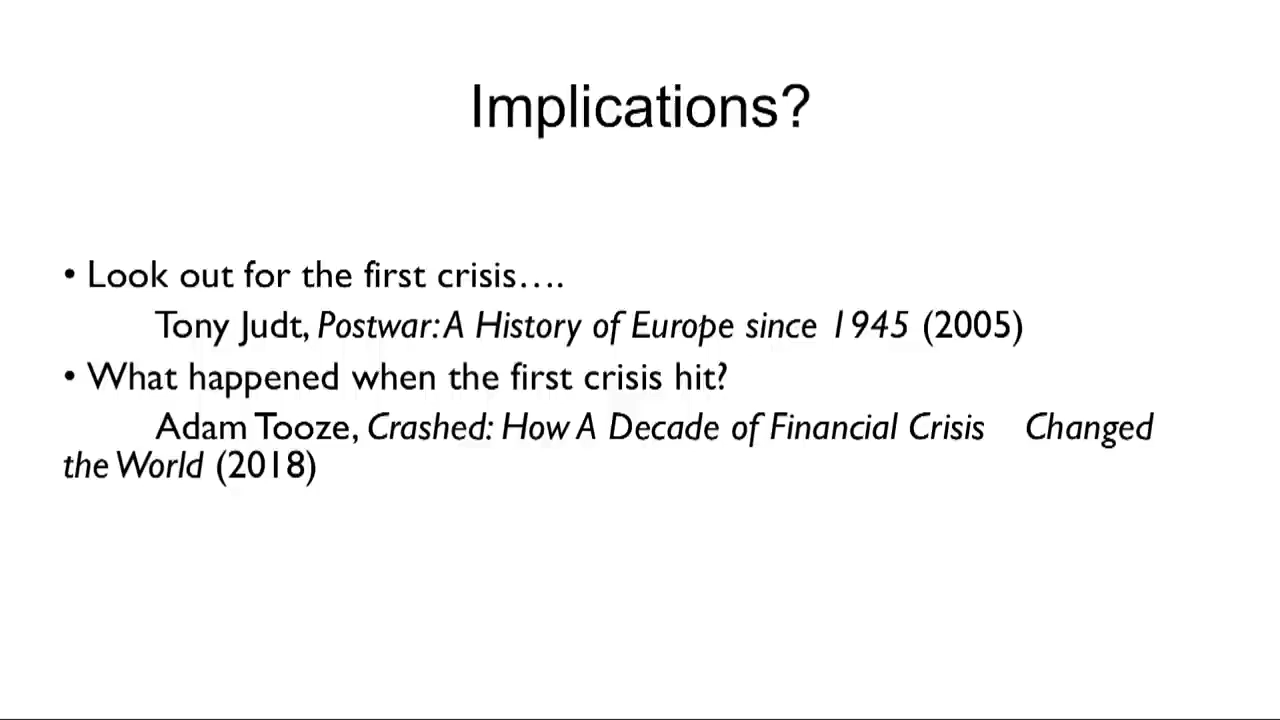 Implications?
• Look out for the first crisis….
Tony Judt, Postwar: A History of Europe since 1945 (2005)
• What happened when the first crisis hit?
Adam Tooze, Crashed: How A Decade of Financial Crisis Changed
the World (2018)